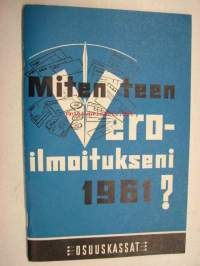 Miten teen
Vero-
ilmoitukseni
1961?
OSUUSKASSAT